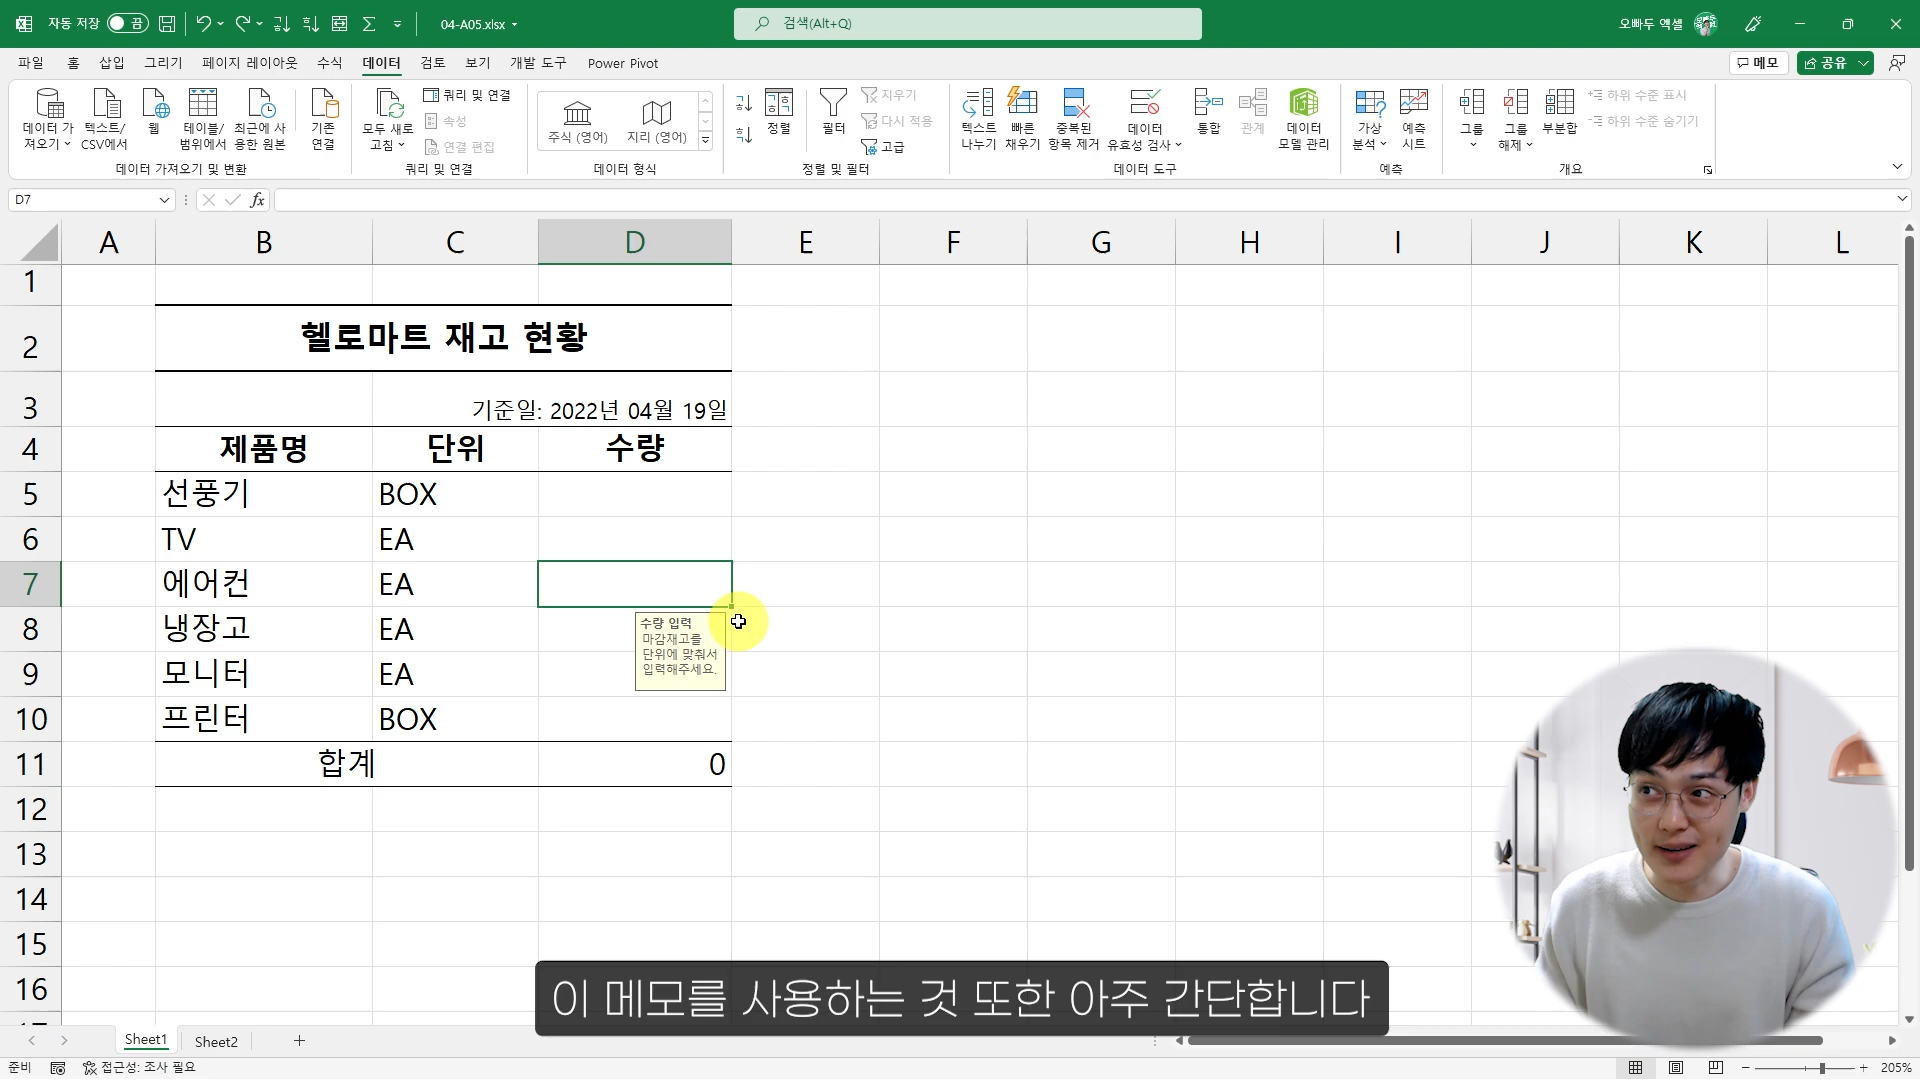 자동 저장 끔 04-A05.xlsx 검색(Alt+Q) 오빠두 엑셀
파일 홈 삽입 그리기 페이지 레이아웃 수식 데이터 검토 보기 개발 도구 Power Pivot 메모 공유
데이터 가져오기 텍스트/CSV에서 웹 테이블/범위에서 최근에 사용한 원본 기존 연결
데이터 가져오기 및 변환
모두 새로 고침 쿼리 및 연결 속성 연결 편집
쿼리 및 연결
주식 (영어) 지리 (영어)
데이터 형식
정렬 필터 지우기 다시 적용 고급
정렬 및 필터
텍스트 나누기 빠른 채우기 중복된 항목 제거 데이터 유효성 검사 통합 관계 데이터 모델 관리
데이터 도구
가상 분석 예측 시트
예측
그룹 그룹 해제 부분합 하위 수준 표시 하위 수준 숨기기
개요
D7 fx
A B C D E F G H I J K L
1
2 헬로마트 재고 현황
3 기준일: 2022년 04월 19일
4 제품명 단위 수량
5 선풍기 BOX
6 TV EA
7 에어컨 EA
8 냉장고 EA
9 모니터 EA
10 프린터 BOX
11 합계 0
12
13
14
15
16
수량 입력
마감재고를
단위에 맞춰서
입력해주세요.
이 메모를 사용하는 것 또한 아주 간단합니다
Sheet1 Sheet2
준비 접근성: 조사 필요 205%